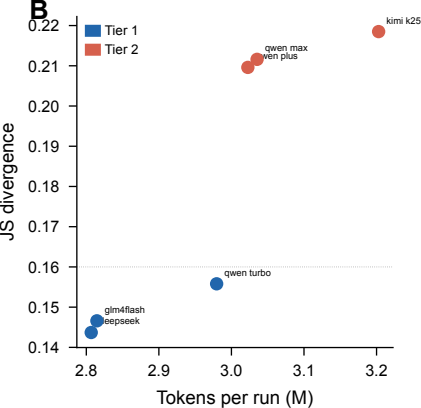 B
Tier 1
Tier 2
kimi k25
qwen max
wen plus
qwen turbo
glm4flash
eepseek
0.22
0.21
0.20
0.19
0.18
0.17
0.16
0.15
0.14
JS divergence
2.8 2.9 3.0 3.1 3.2
Tokens per run (M)